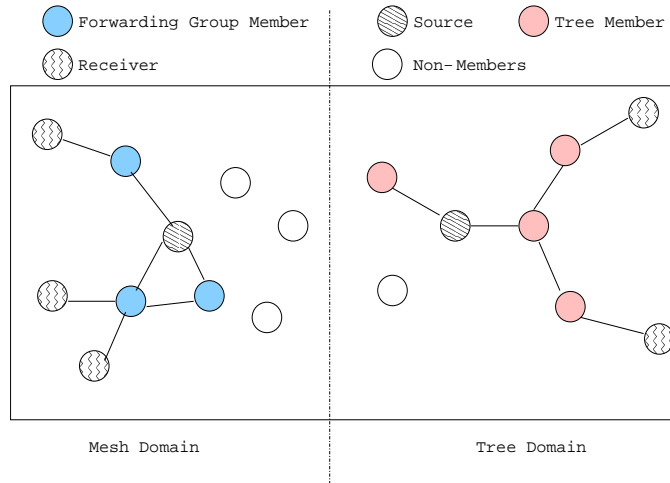 Forwarding Group Member
Source
Tree Member
Receiver
Non-Members
Mesh Domain
Tree Domain